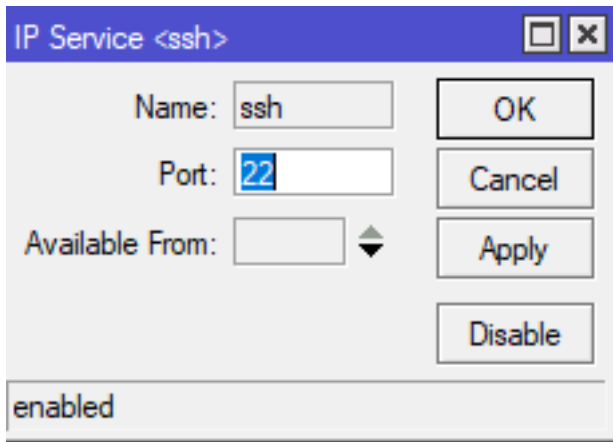 IP Service <ssh>
Name: ssh
OK
Port: 22
Cancel
Available From:
Apply
Disable
enabled